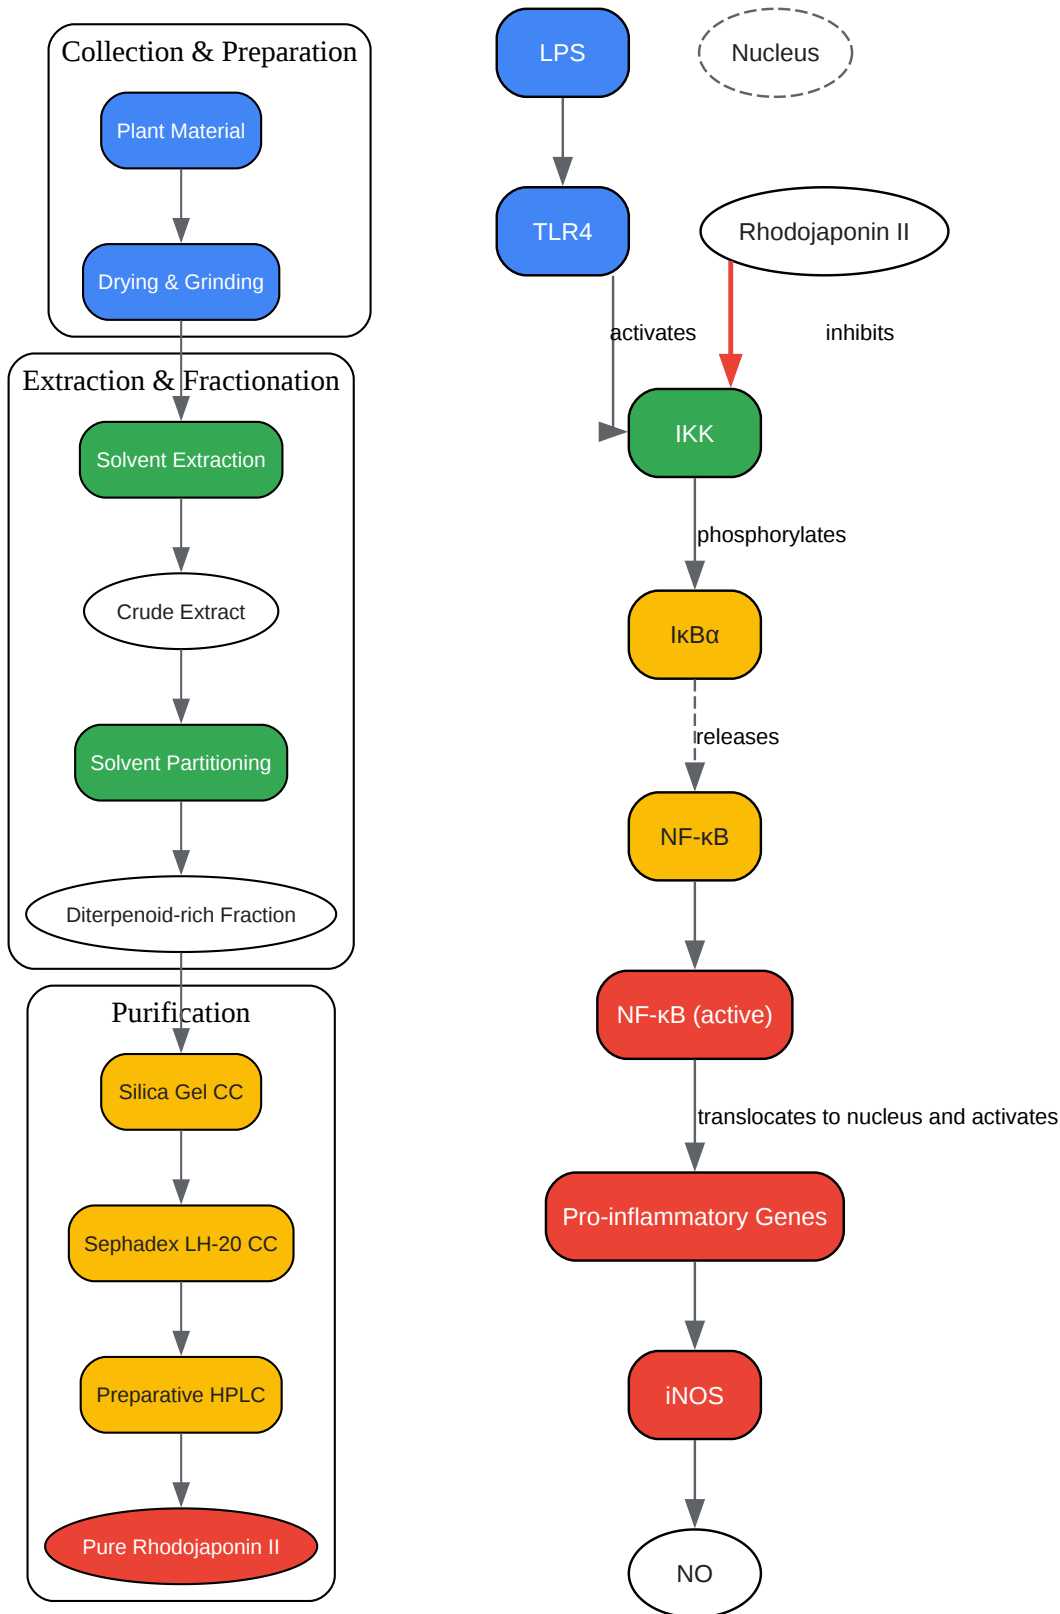 Collection & Preparation
Plant Material
Drying & Grinding
Extraction & Fractionation
Solvent Extraction
Crude Extract
Solvent Partitioning
Diterpenoid-rich Fraction
Purification
Silica Gel CC
Sephadex LH-20 CC
Preparative HPLC
Pure Rhodojaponin II
LPS
Nucleus
TLR4
Rhodojaponin II
activates
inhibits
IKK
phosphorylates
IκBα
releases
NF-κB
NF-κB (active)
translocates to nucleus and activates
Pro-inflammatory Genes
iNOS
NO